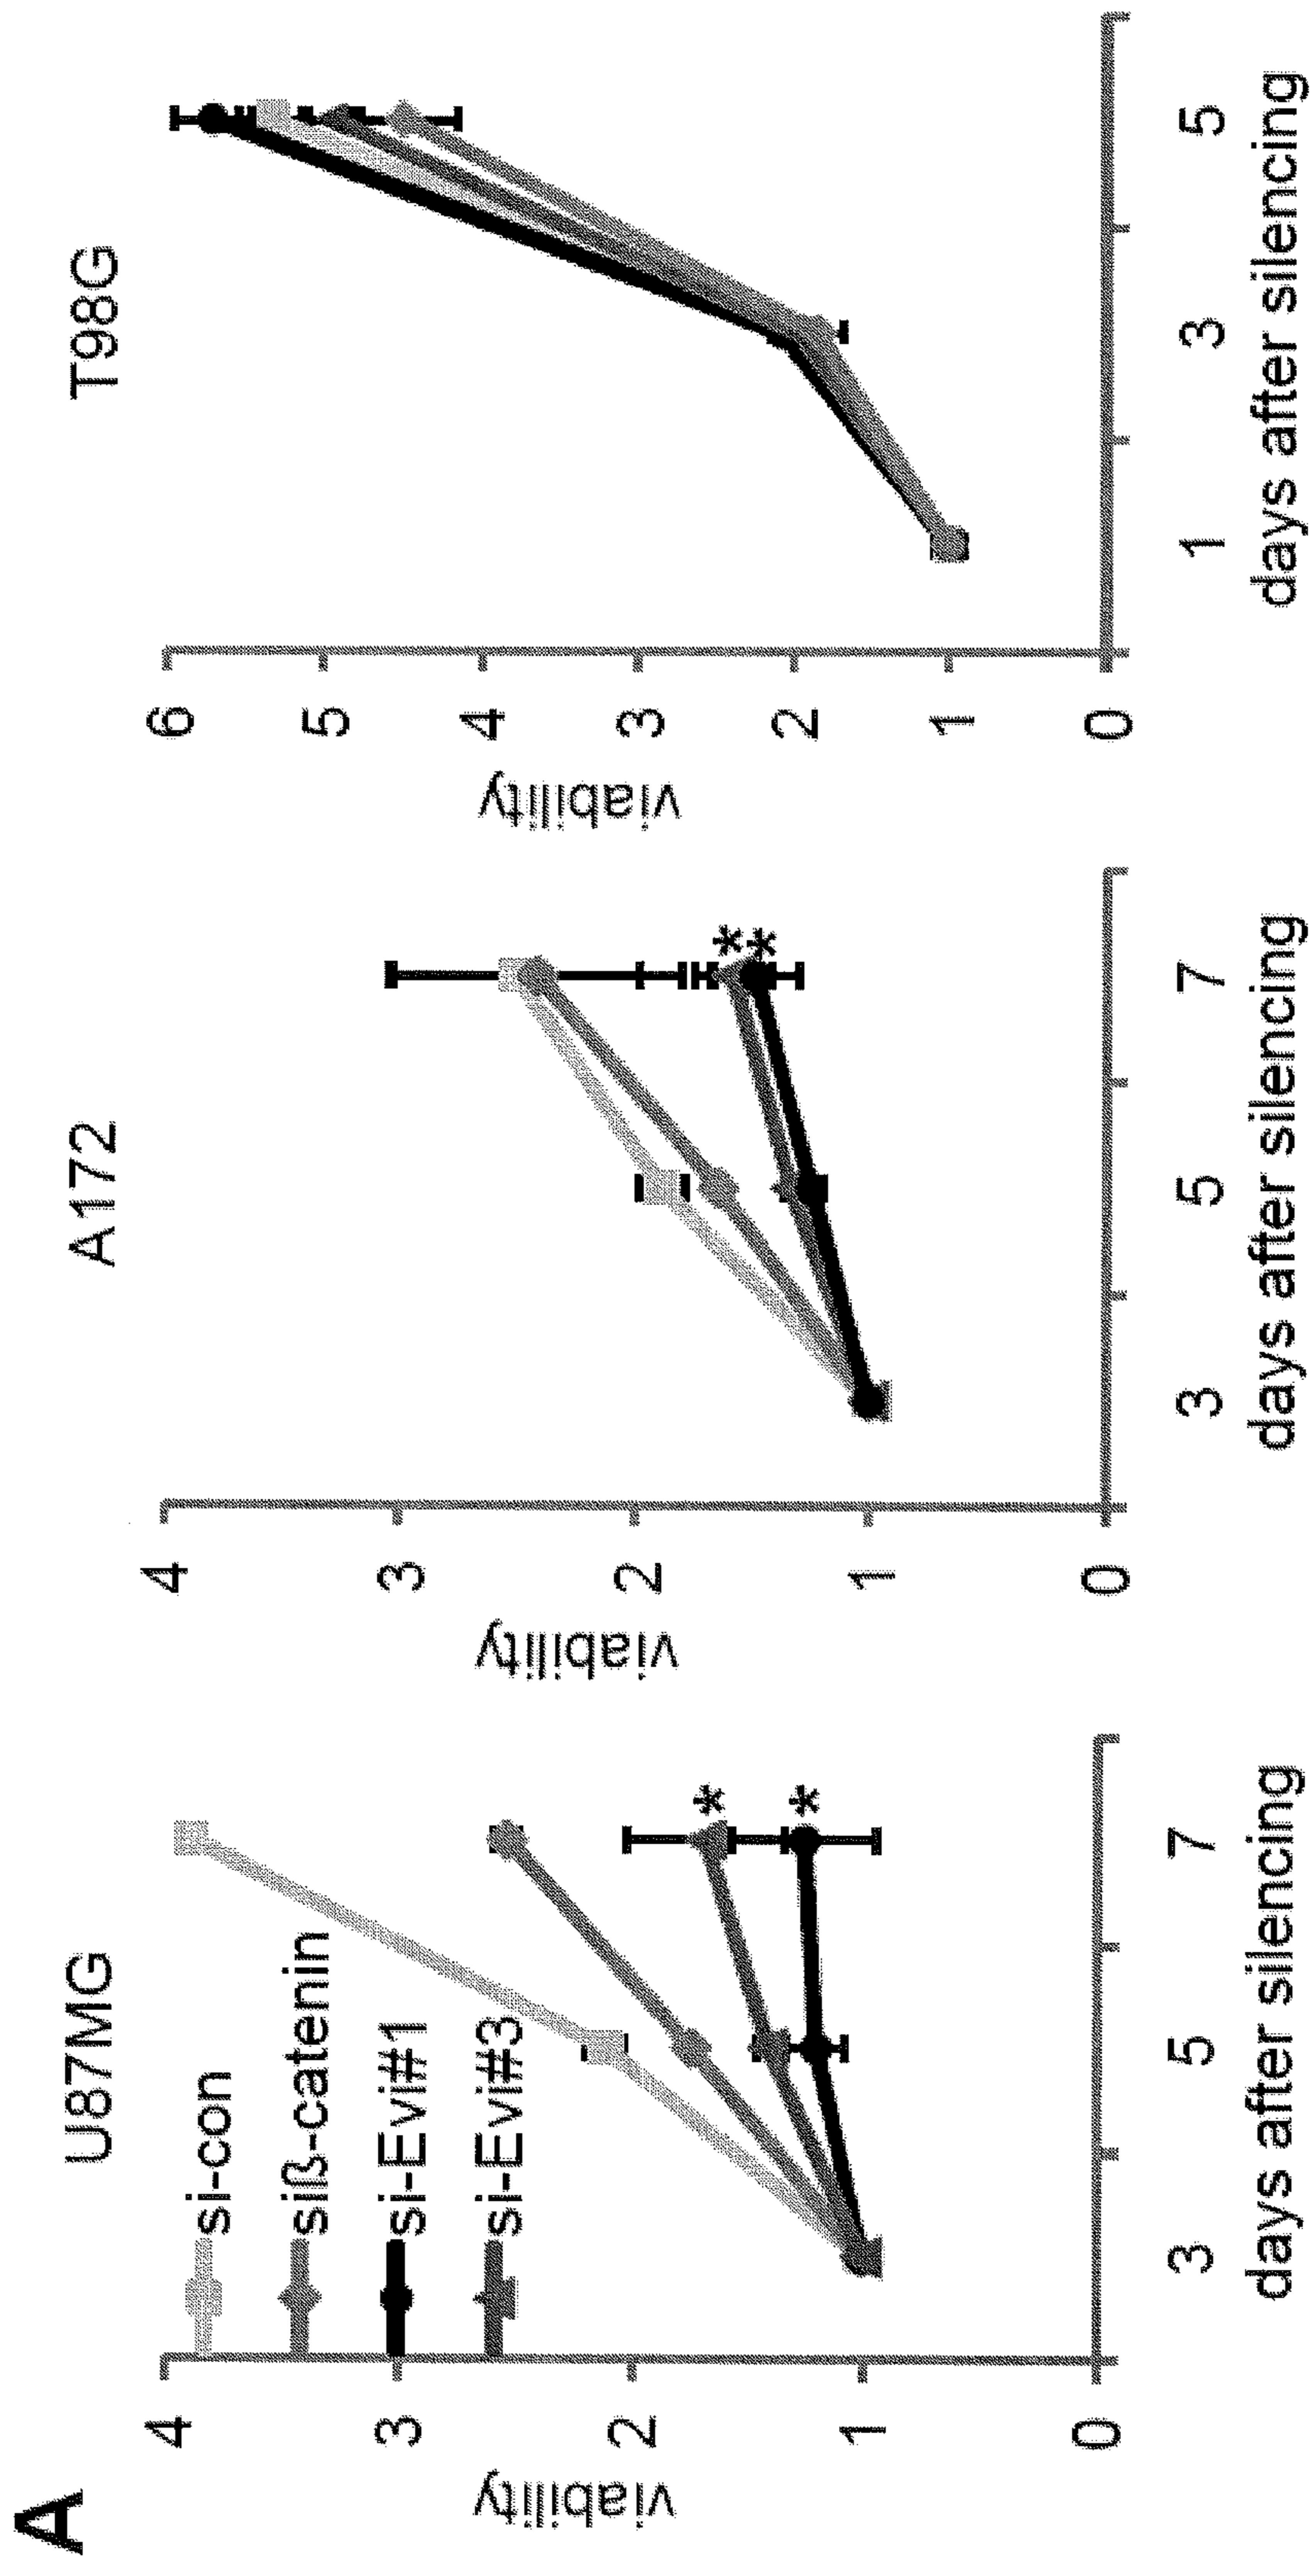 A
U87MG
viability
4
3
2
1
0
si-con
siß-catenin
si-Evi#1
si-Evi#3
*
*
3 5 7
days after silencing
A172
viability
4
3
2
1
0
*
*
3 5 7
days after silencing
T98G
viability
6
5
4
3
2
1
0
1 3 5
days after silencing